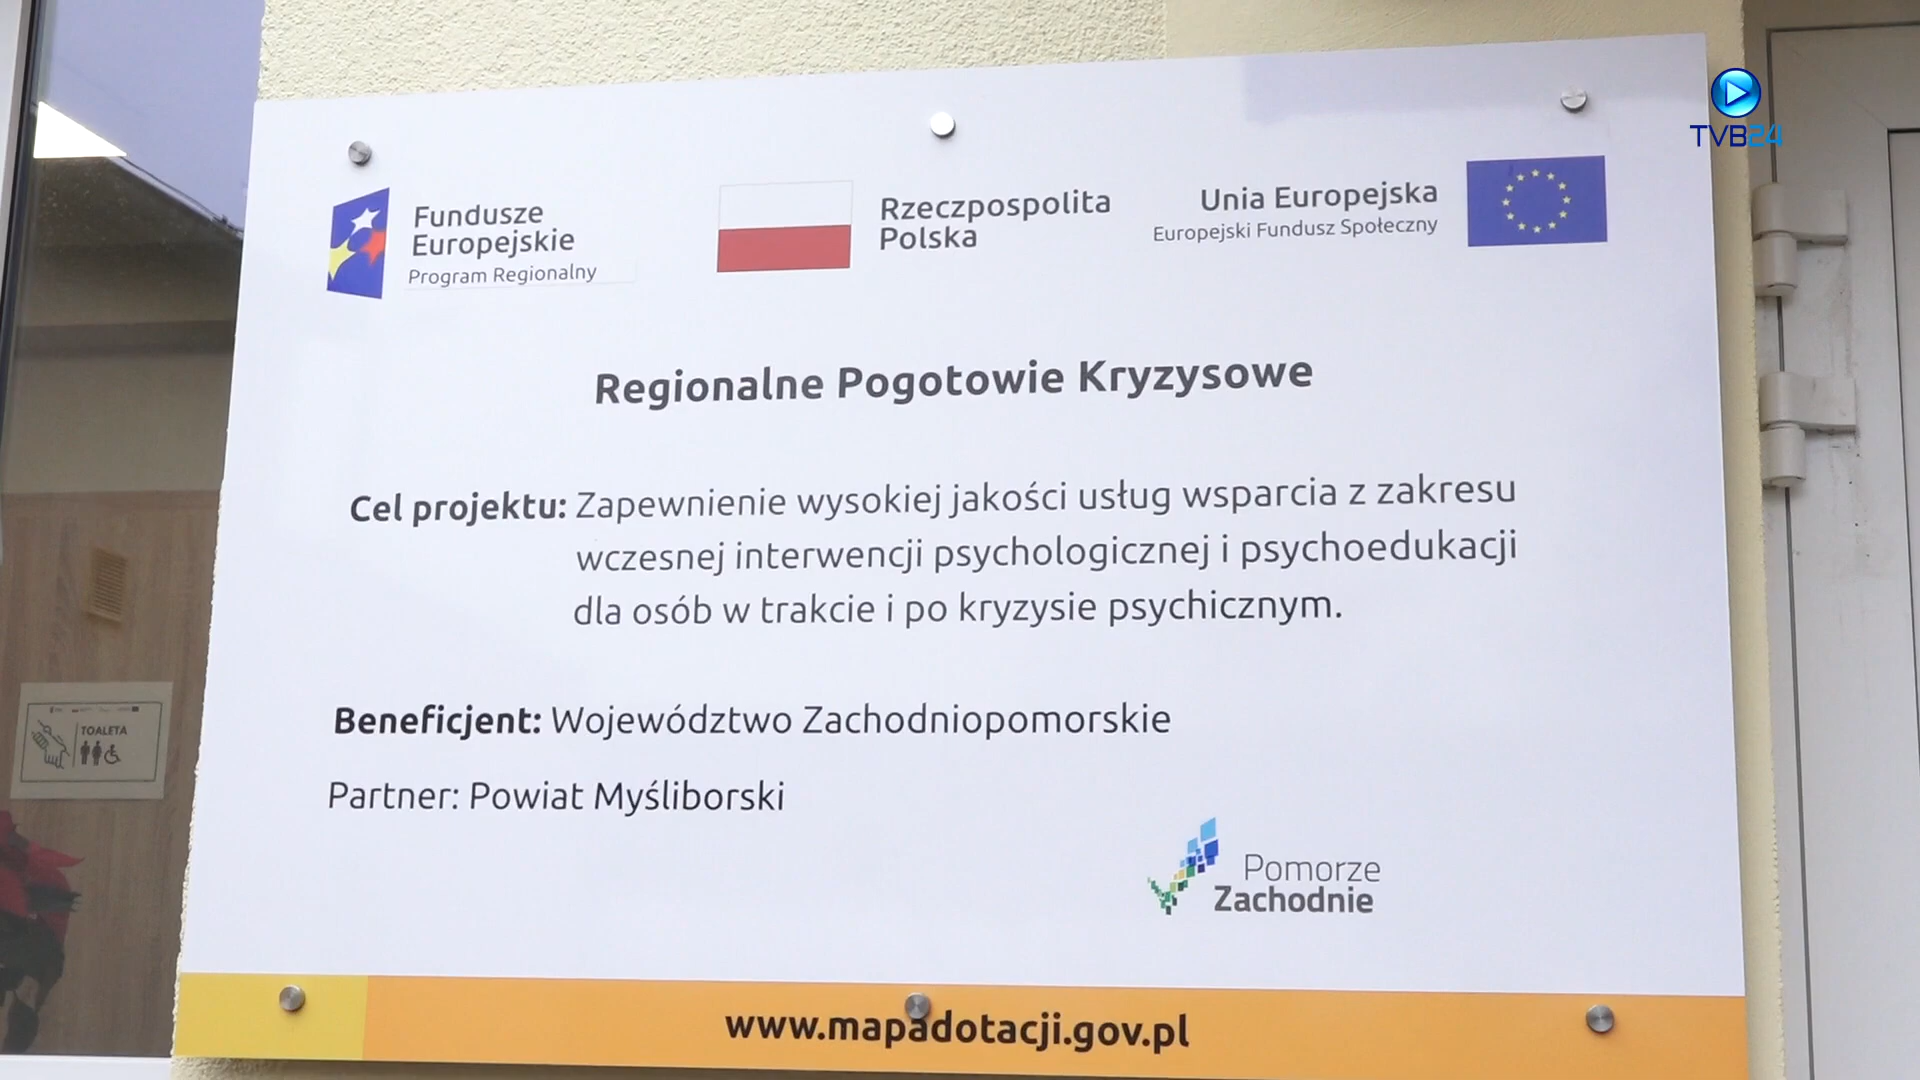 TVB24
Fundusze
Europejskie
Program Regionalny
Rzeczpospolita
Polska
Unia Europejska
Europejski Fundusz Społeczny
Regionalne Pogotowie Kryzysowe
Cel projektu: Zapewnienie wysokiej jakości usług wsparcia z zakresu
wczesnej interwencji psychologicznej i psychoedukacji
dla osób w trakcie i po kryzysie psychicznym.
Beneficjent: Województwo Zachodniopomorskie
Partner: Powiat Myśliborski
TOALETA
Pomorze
Zachodnie
www.mapadotacji.gov.pl